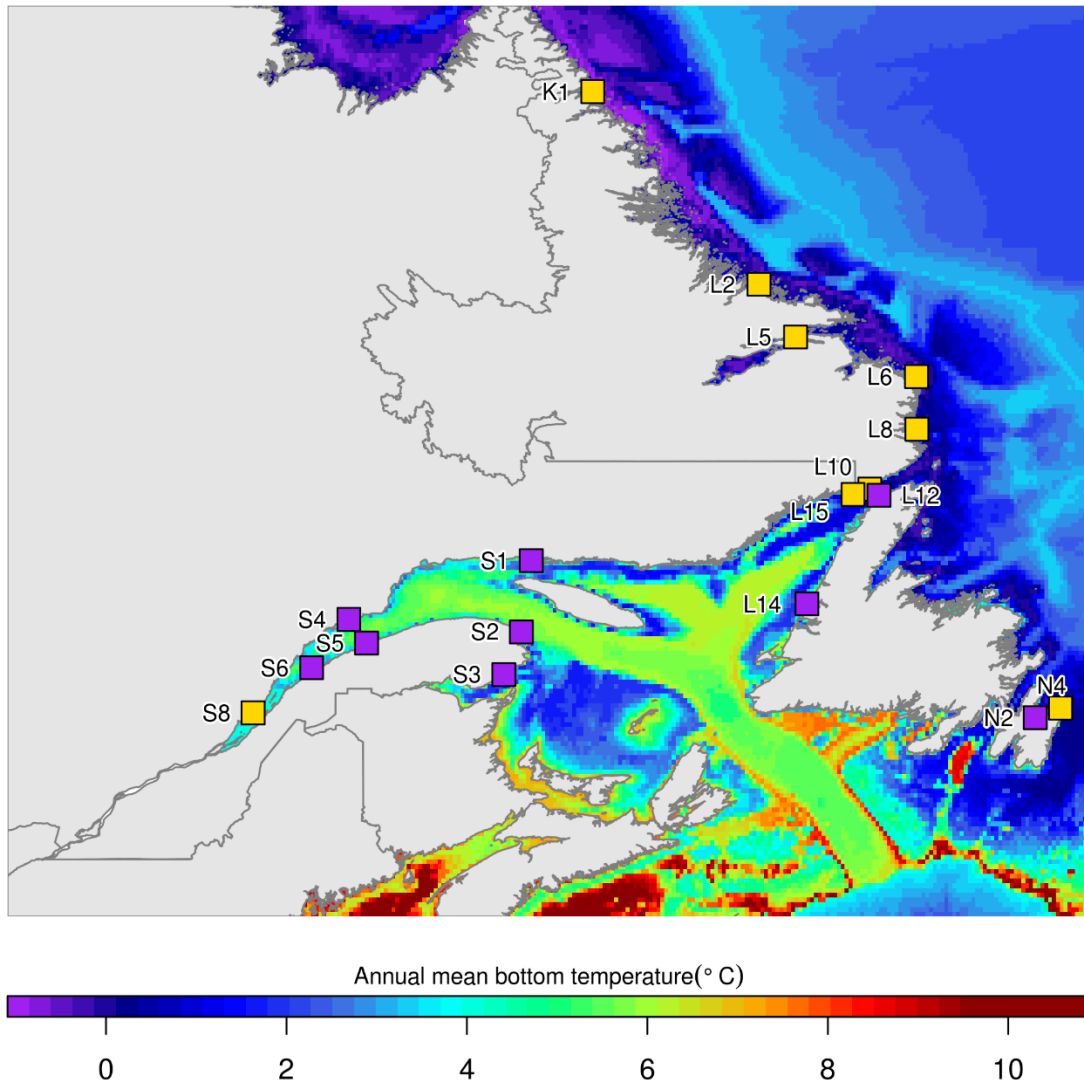 K1
L2
L5
L6
L8
L10
L12
L15
S1
L14
S4
S5
S2
S6
S3
N4
S8
N2
Annual mean bottom temperature(° C)
0 2 4 6 8 10